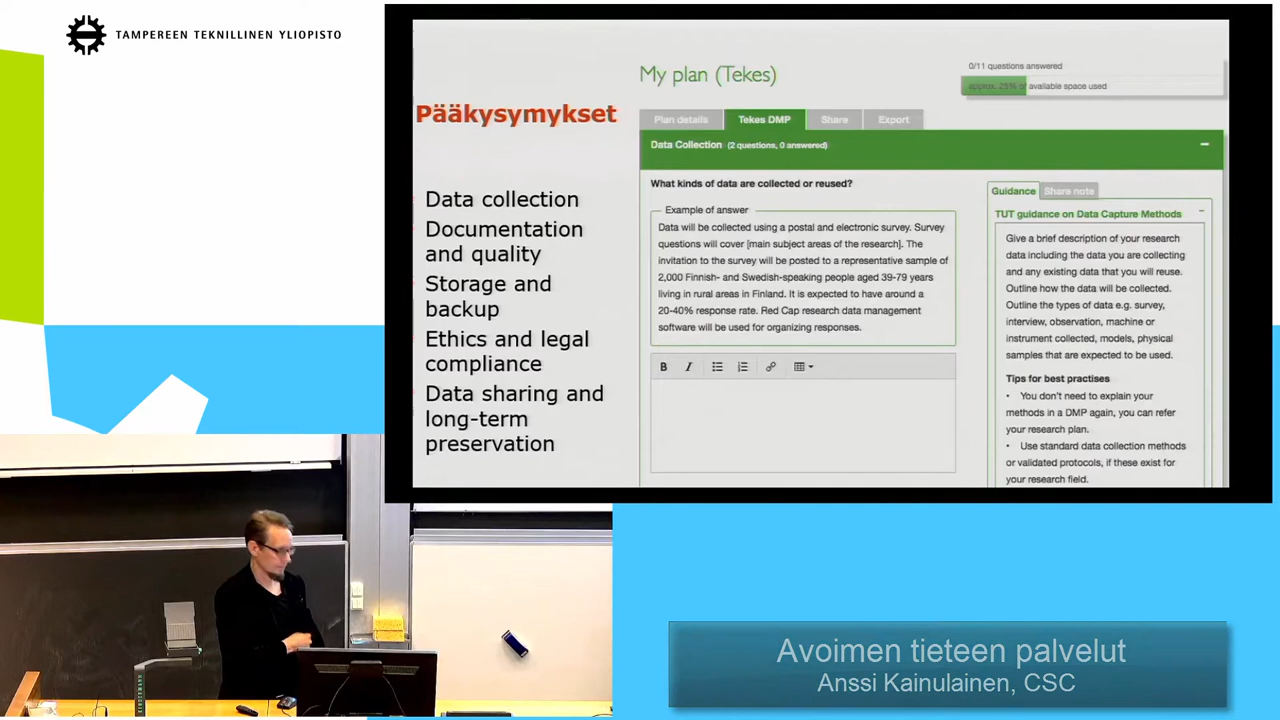 TAMPEREEN TEKNILLINEN YLIOPISTO
Pääkysymykset
Data collection
Documentation
and quality
Storage and
backup
Ethics and legal
compliance
Data sharing and
long-term
preservation
My plan (Tekes)
0/11 questions answered
approx. 25% of available space used
Plan details
Tekes DMP
Share
Export
Data Collection (2 questions, 0 answered)
What kinds of data are collected or reused?
Example of answer
Data will be collected using a postal and electronic survey. Survey
questions will cover [main subject areas of the research]. The
invitation to the survey will be posted to a representative sample of
2,000 Finnish- and Swedish-speaking people aged 39-79 years
living in rural areas in Finland. It is expected to have around a
20-40% response rate. Red Cap research data management
software will be used for organizing responses.
B I
Guidance
Share note
TUT guidance on Data Capture Methods
Give a brief description of your research
data including the data you are collecting
and any existing data that you will reuse.
Outline how the data will be collected.
Outline the types of data e.g. survey,
interview, observation, machine or
instrument collected, models, physical
samples that are expected to be used.
Tips for best practises
• You don't need to explain your
methods in a DMP again, you can refer
your research plan.
• Use standard data collection methods
or validated protocols, if these exist for
your research field.
Avoimen tieteen palvelut
Anssi Kainulainen, CSC